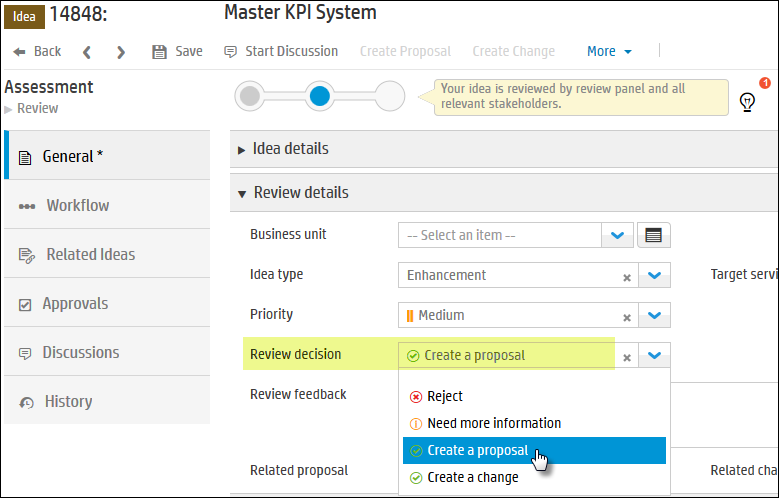 Idea 14848: Master KPI System
Back Save Start Discussion Create Proposal Create Change More
Assessment
Review
Your idea is reviewed by review panel and all
relevant stakeholders.
1
General *
Workflow
Related Ideas
Approvals
Discussions
History
Idea details
Review details
Business unit -- Select an item --
Idea type Enhancement Target servi
Priority Medium
Review decision Create a proposal
Review feedback
Reject
Need more information
Create a proposal
Create a change
Related proposal Related cha